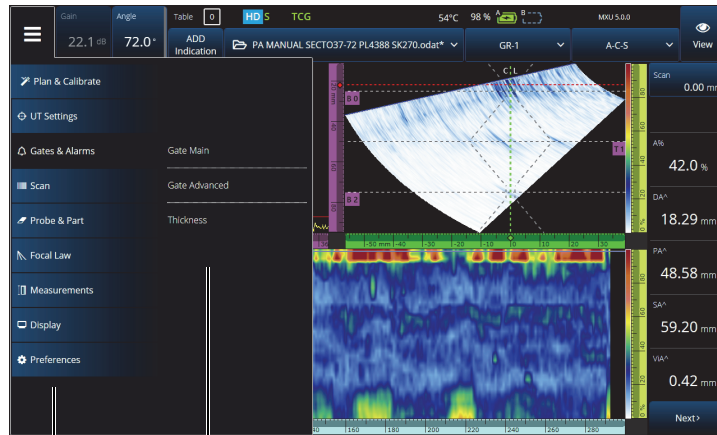 Gain
22.1 dB
Angle
72.0°
Table 0
HD S TCG
54°C 98 % A B
MXU 5.0.0
View
ADD
Indication
PA MANUAL SECTO37-72 PL4388 SK270.odat*
GR-1
A-C-S
Plan & Calibrate
UT Settings
Gates & Alarms
Scan
Probe & Part
Focal Law
Measurements
Display
Preferences
Gate Main
Gate Advanced
Thickness
C L
B 0
T 1
B 2
-50 mm -40 -30 -20 -10 0 10 20 30
160 180 200 220 240 260 280
Scan
0.00 mm
A%
42.0 %
DA^
18.29 mm
PA^
48.58 mm
SA^
59.20 mm
VIA^
0.42 mm
Next>